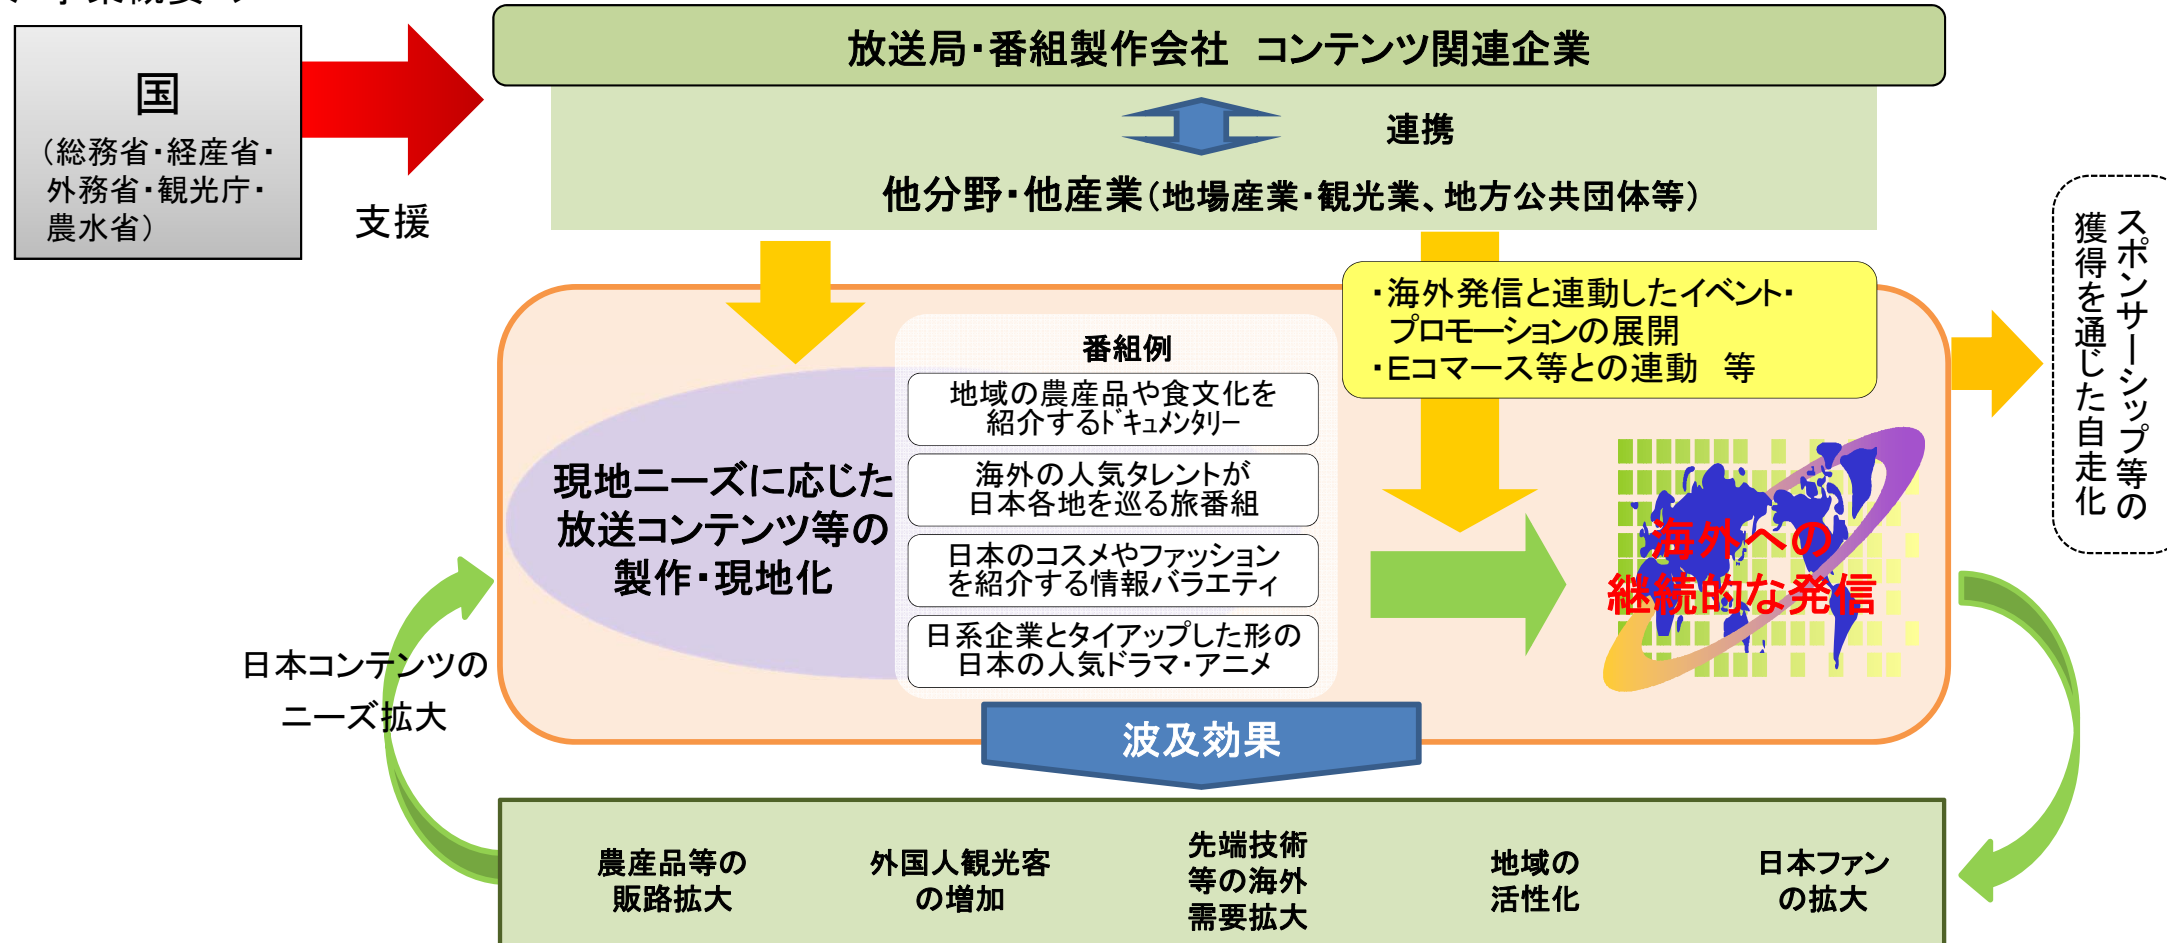 国
（総務省・経産省・
外務省・観光庁・
農水省）
支援
放送局・番組製作会社　コンテンツ関連企業
連携
他分野・他産業（地場産業・観光業、地方公共団体等）
・海外発信と連動したイベント・
プロモーションの展開
・Eコマース等との連動　等
番組例
地域の農産品や食文化を
紹介するﾄﾞｷｭﾒﾝﾀﾘｰ
海外の人気タレントが
日本各地を巡る旅番組
日本のコスメやファッション
を紹介する情報バラエティ
日系企業とタイアップした形の
日本の人気ドラマ・アニメ
現地ニーズに応じた
放送コンテンツ等の
製作・現地化
海外への
継続的な発信
スポンサーシップ等の
獲得を通じた自走化
日本コンテンツの
ニーズ拡大
波及効果
農産品等の
販路拡大
外国人観光客
の増加
先端技術
等の海外
需要拡大
地域の
活性化
日本ファン
の拡大